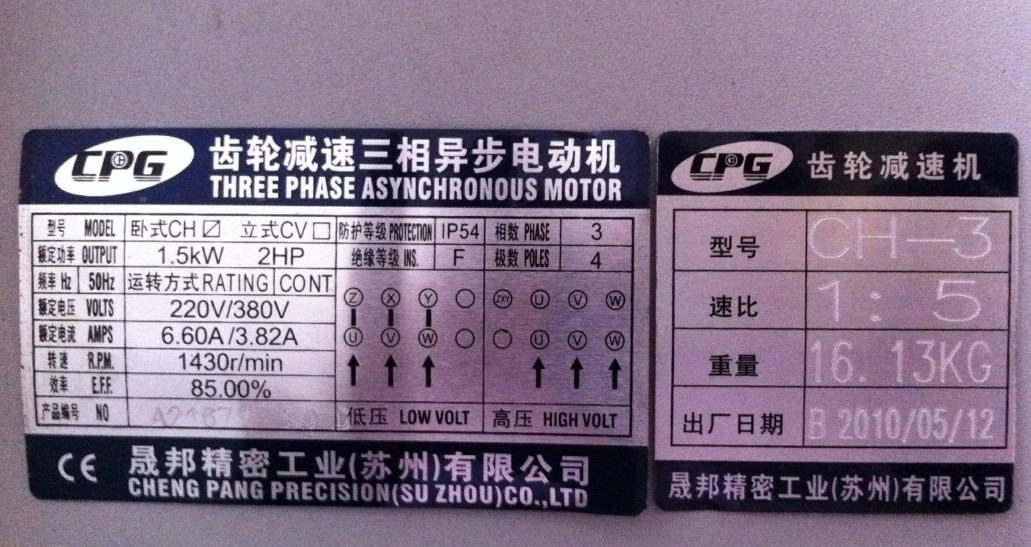 CPG 齿轮减速三相异步电动机
THREE PHASE ASYNCHRONOUS MOTOR
型号 MODEL 卧式CH ☑ 立式CV □ 防护等级 PROTECTION IP54 相数 PHASE 3
额定功率 OUTPUT 1.5kW 2HP 绝缘等级 INS. F 极数 POLES 4
频率 Hz 50Hz 运转方式RATING CONT
额定电压 VOLTS 220V/380V
Z X Y ZXY U V W
额定电流 AMPS 6.60A/3.82A
U V W U V W
转速 R.P.M. 1430r/min
效率 E.F.F. 85.00%
产品编号 NO 低压 LOW VOLT 高压 HIGH VOLT
CE 晟邦精密工业(苏州)有限公司
CHENG PANG PRECISION(SU ZHOU)CO.,LTD
CPG 齿轮减速机
型号 CH-3
速比 1:5
重量 16.13KG
出厂日期 B 2010/05/12
晟邦精密工业(苏州)有限公司